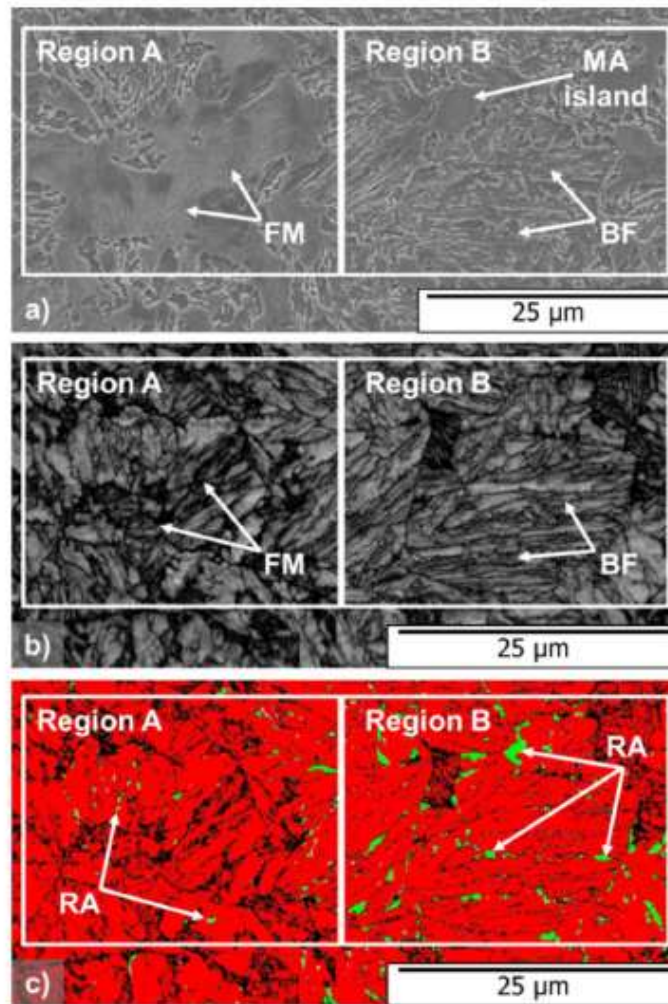 Region A
Region B
MA
island
FM
BF
a)
25 µm
Region A
Region B
FM
BF
b)
25 µm
Region A
Region B
RA
RA
c)
25 µm